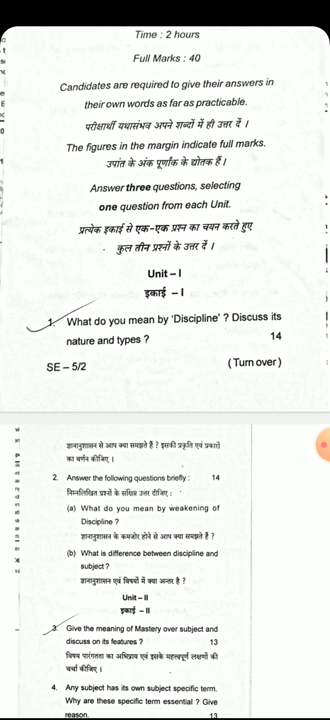 Time : 2 hours
Full Marks : 40
Candidates are required to give their answers in
their own words as far as practicable.
परीक्षार्थी यथासंभव अपने शब्दों में ही उत्तर दें ।
The figures in the margin indicate full marks.
उपांत के अंक पूर्णांक के द्योतक हैं ।
Answer three questions, selecting
one question from each Unit.
प्रत्येक इकाई से एक-एक प्रश्न का चयन करते हुए
कुल तीन प्रश्नों के उत्तर दें ।
Unit – I
इकाई – I
1. What do you mean by 'Discipline' ? Discuss its
nature and types ? 14
SE – 5/2 ( Turn over )
ज्ञानानुशासन से आप क्या समझते हैं ? इसकी प्रकृति एवं प्रकारों
का वर्णन कीजिए ।
2. Answer the following questions briefly : 14
निम्नलिखित प्रश्नों के संक्षिप्त उत्तर दीजिए :
(a) What do you mean by weakening of
Discipline ?
ज्ञानानुशासन के कमजोर होने से आप क्या समझते हैं ?
(b) What is difference between discipline and
subject ?
ज्ञानानुशासन एवं विषयों में क्या अन्तर है ?
Unit – II
इकाई – II
3. Give the meaning of Mastery over subject and
discuss on its features ? 13
विषय पारंगतता का अभिप्राय एवं इसके महत्त्वपूर्ण लक्षणों की
चर्चा कीजिए ।
4. Any subject has its own subject specific term.
Why are these specific term essential ? Give
reason. 13